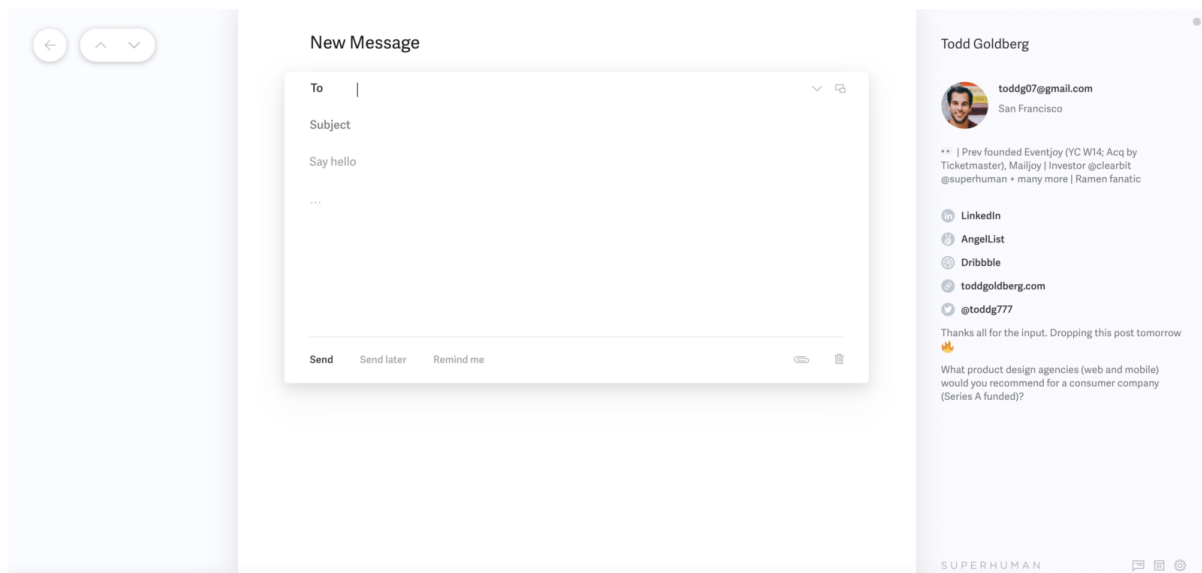 New Message
To
Subject
Say hello
...
Send Send later Remind me
Todd Goldberg
toddg07@gmail.com
San Francisco
👀 | Prev founded Eventjoy (YC W14; Acq by
Ticketmaster), Mailjoy | Investor @clearbit
@superhuman + many more | Ramen fanatic
LinkedIn
AngelList
Dribbble
toddgoldberg.com
@toddg777
Thanks all for the input. Dropping this post tomorrow
🔥
What product design agencies (web and mobile)
would you recommend for a consumer company
(Series A funded)?
SUPERHUMAN